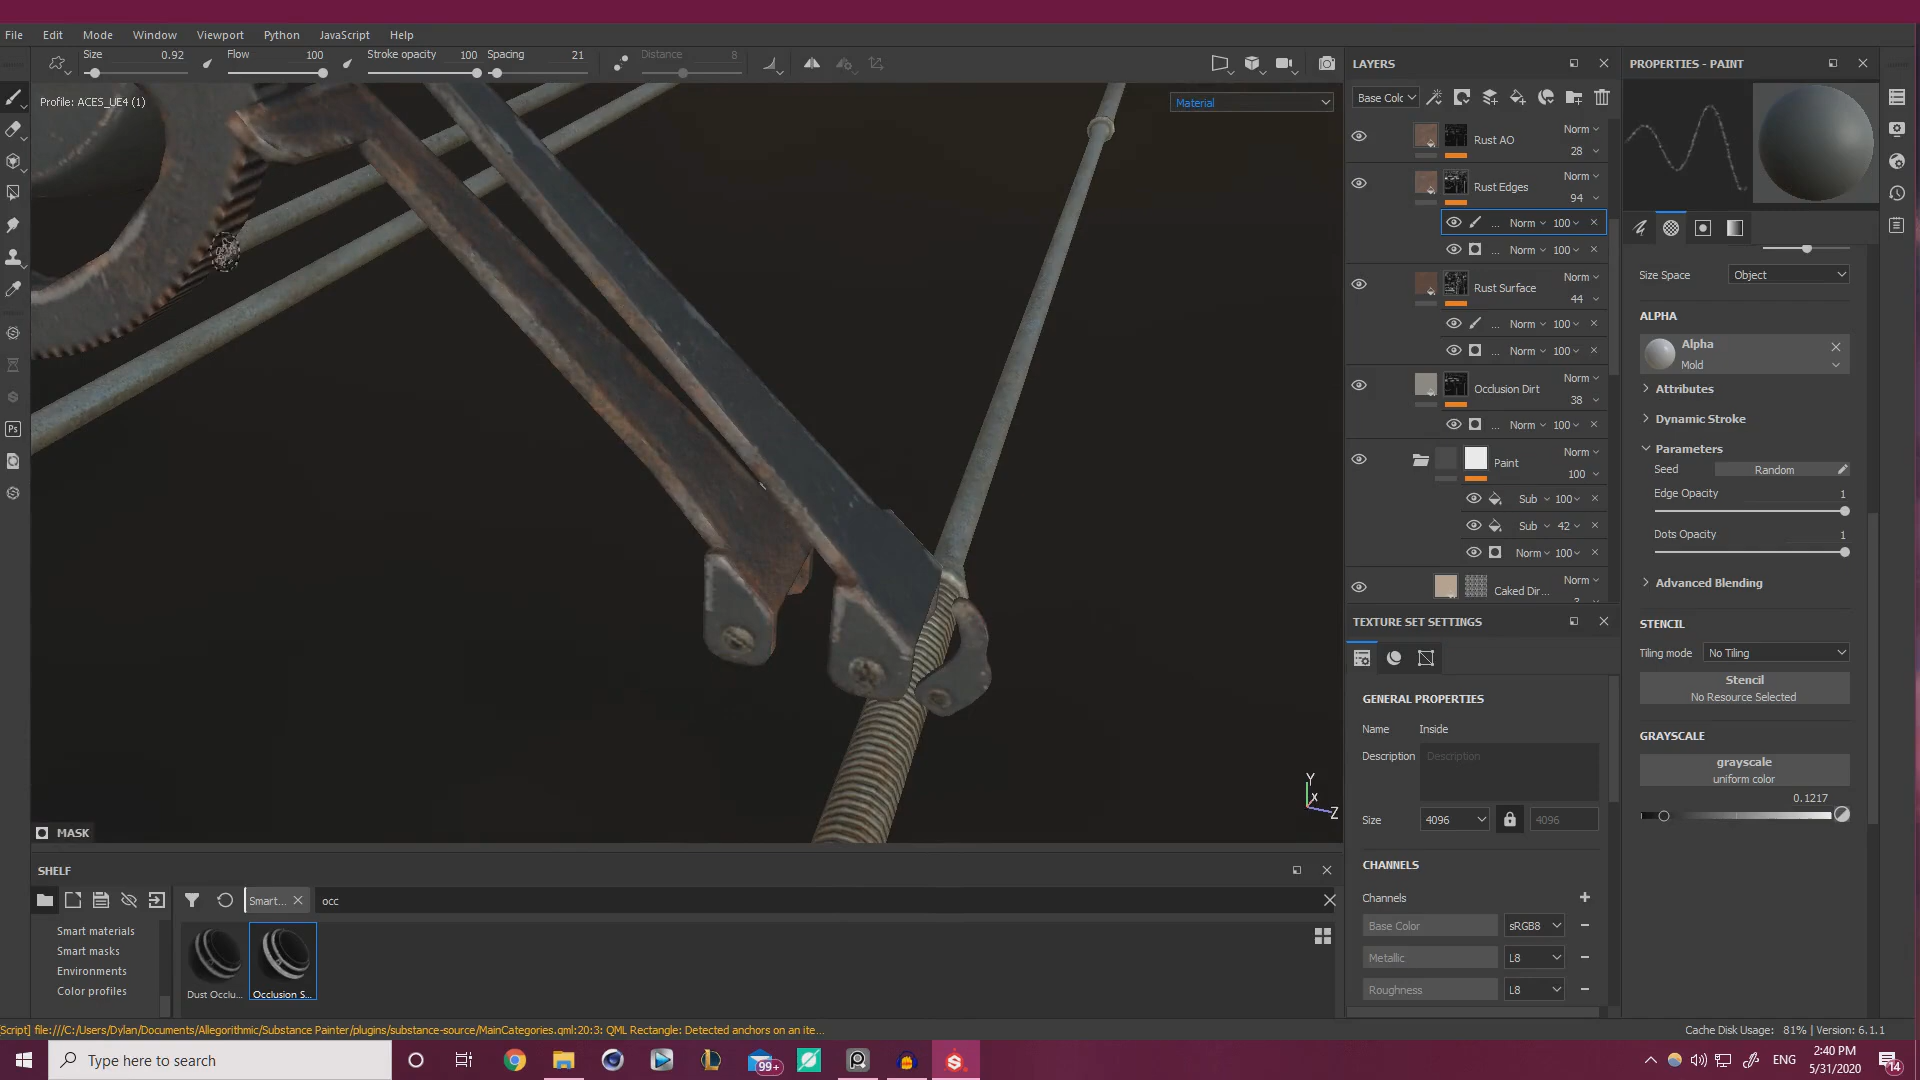 File Edit Mode Window Viewport Python JavaScript Help
Size 0.92 Flow 100 Stroke opacity 100 Spacing 21 Distance 8
Profile: ACES_UE4 (1)
Material
MASK
Y
X
Z
LAYERS
Base Colc
Rust AO Norm
28
Rust Edges Norm
94
... Norm 100
... Norm 100
Rust Surface Norm
44
... Norm 100
... Norm 100
Occlusion Dirt Norm
38
... Norm 100
Paint Norm
100
Sub 100
Sub 42
Norm 100
Caked Dir... Norm
TEXTURE SET SETTINGS
GENERAL PROPERTIES
Name Inside
Description Description
Size 4096 4096
CHANNELS
Channels
Base Color sRGB8
Metallic L8
Roughness L8
PROPERTIES - PAINT
Size Space Object
ALPHA
Alpha
Mold
Attributes
Dynamic Stroke
Parameters
Seed Random
Edge Opacity 1
Dots Opacity 1
Advanced Blending
STENCIL
Tiling mode No Tiling
Stencil
No Resource Selected
GRAYSCALE
grayscale
uniform color
0.1217
Ps
SHELF
Smart... occ
Smart materials
Smart masks
Environments
Color profiles
Dust Occlu... Occlusion S...
Script] file:///C:/Users/Dylan/Documents/Allegorithmic/Substance Painter/plugins/substance-source/MainCategories.qml:20:3: QML Rectangle: Detected anchors on an ite...
Cache Disk Usage: 81% | Version: 6.1.1
Type here to search
99+
ENG
2:40 PM
5/31/2020
14